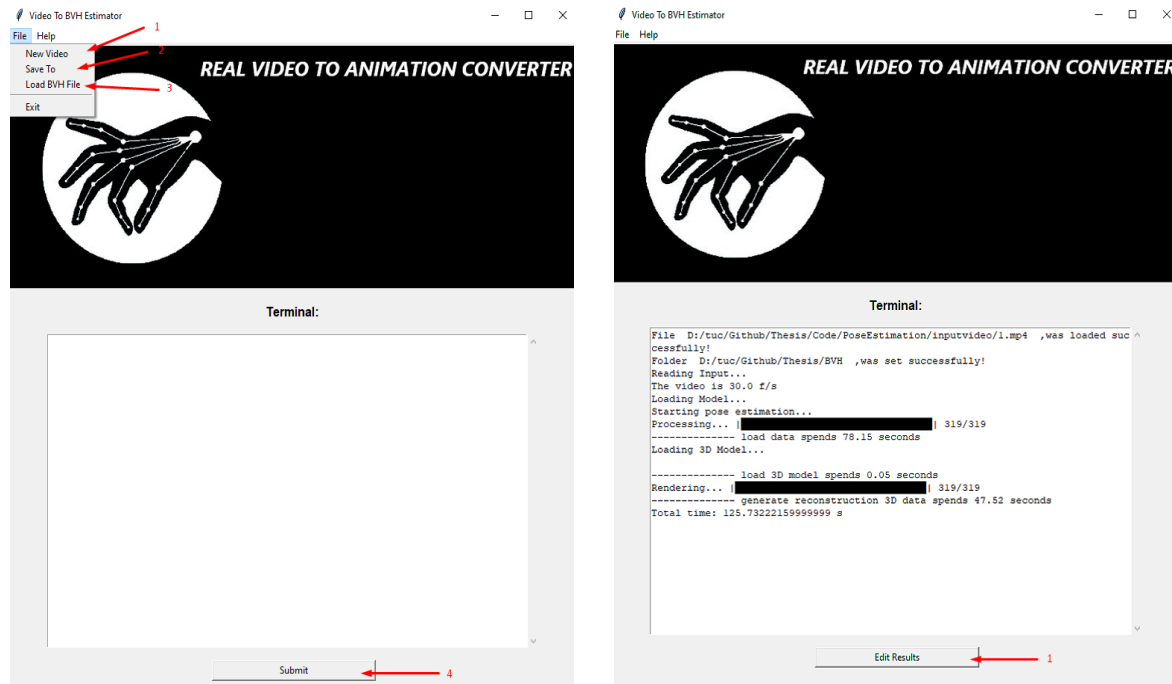 Video To BVH Estimator
File Help
1
New Video
2
Save To
Load BVH File
3
Exit
REAL VIDEO TO ANIMATION CONVERTER
Terminal:
Submit
4
Video To BVH Estimator
File Help
REAL VIDEO TO ANIMATION CONVERTER
Terminal:
File  D:/tuc/Github/Thesis/Code/PoseEstimation/inputvideo/1.mp4  ,was loaded suc
cessfully!
Folder  D:/tuc/Github/Thesis/BVH  ,was set successfully!
Reading Input...
The video is 30.0 f/s
Loading Model...
Starting pose estimation...
Processing... | | 319/319
-------------- load data spends 78.15 seconds
Loading 3D Model...
-------------- load 3D model spends 0.05 seconds
Rendering... | | 319/319
-------------- generate reconstruction 3D data spends 47.52 seconds
Total time: 125.73222159999999 s
Edit Results
1